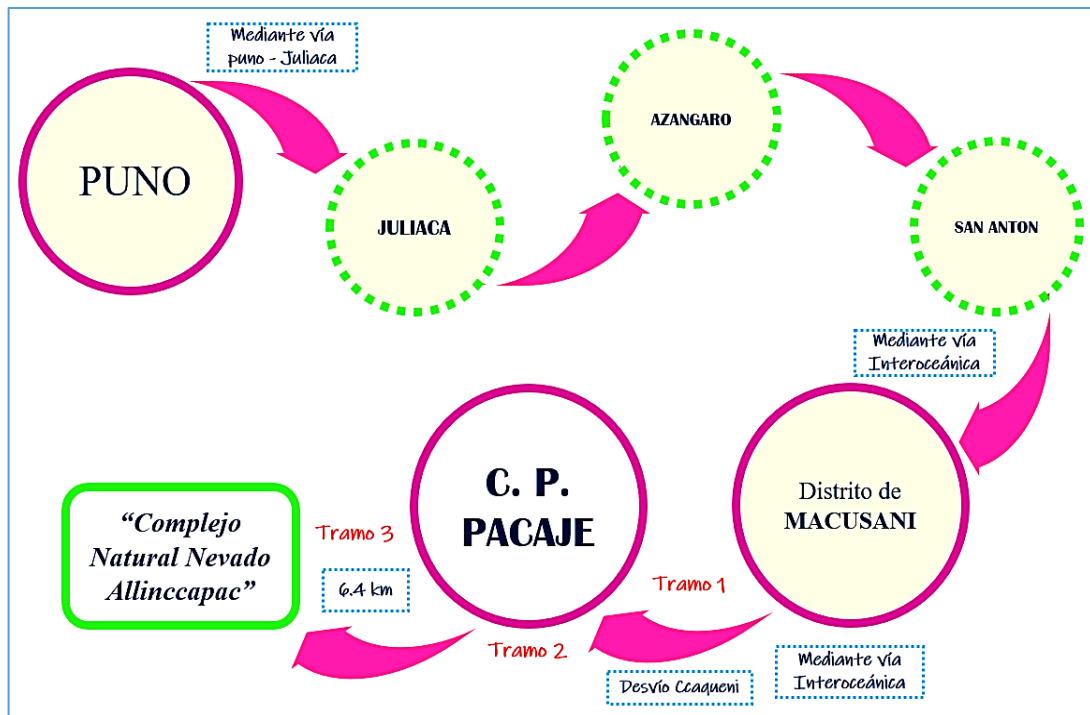 Mediante vía
puno - Juliaca
PUNO
JULIACA
AZANGARO
SAN ANTON
Mediante vía
Interoceánica
Distrito de
MACUSANI
Mediante vía
Interoceánica
Tramo 1
Desvío Ccaqueni
C. P.
PACAJE
Tramo 2
Tramo 3
6.4 km
“Complejo
Natural Nevado
Allinccapac”